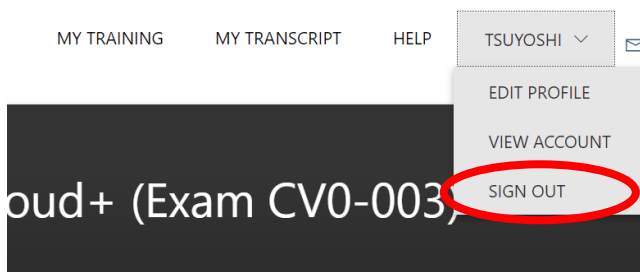 MY TRAINING MY TRANSCRIPT HELP TSUYOSHI
EDIT PROFILE
VIEW ACCOUNT
SIGN OUT
oud+ (Exam CV0-003)